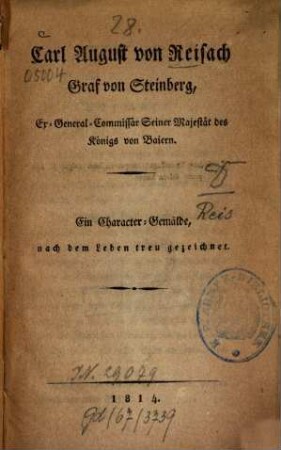 28.
Carl August von Reisach
05004
Graf von Steinberg,
Ex-General-Commissär Seiner Majestät des
Königs von Baiern.
Ein Character-Gemälde,
Reis
nach dem Leben treu gezeichnet.
1814.